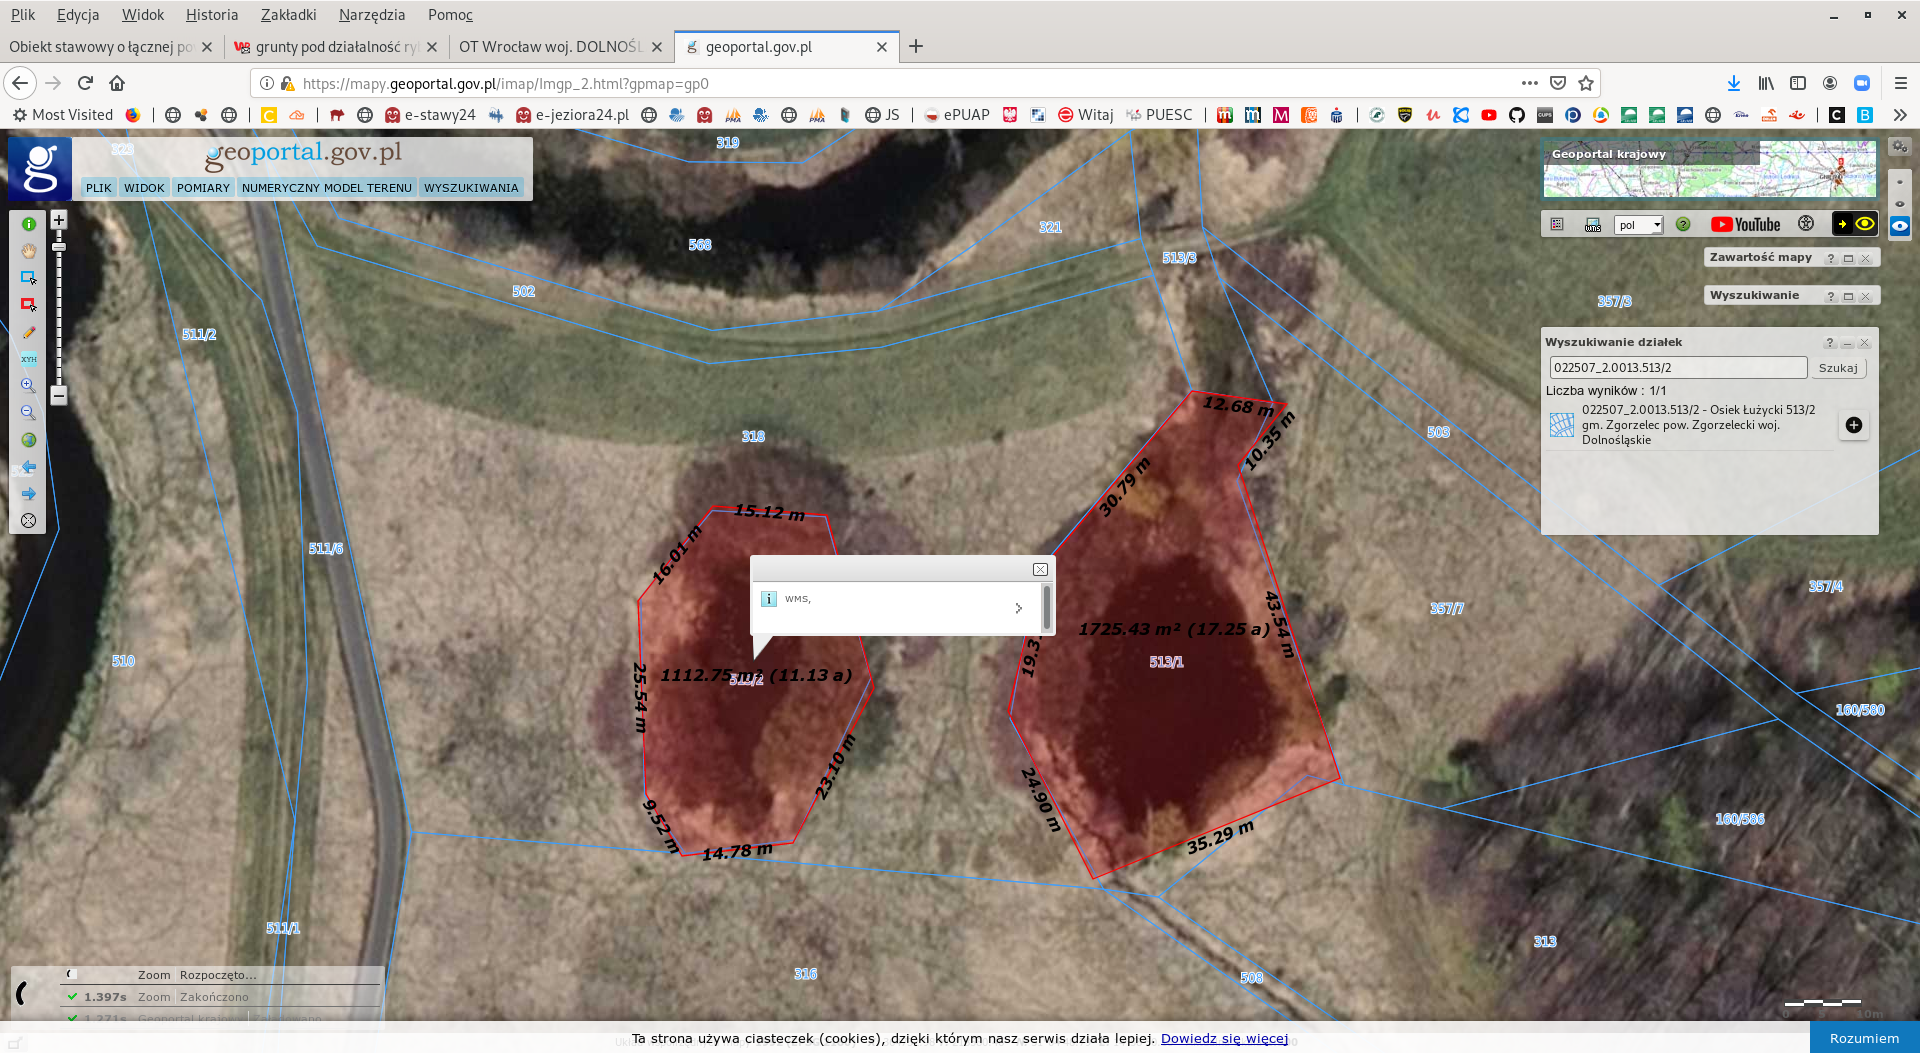 Plik Edycja Widok Historia Zakładki Narzędzia Pomoc
Obiekt stawowy o łącznej po
grunty pod działalność ry
OT Wrocław woj. DOLNOŚL
geoportal.gov.pl
https://mapy.geoportal.gov.pl/imap/Imgp_2.html?gpmap=gp0
Most Visited e-stawy24 e-jeziora24.pl JS ePUAP Witaj PUESC
geoportal.gov.pl
PLIK WIDOK POMIARY NUMERYCZNY MODEL TERENU WYSZUKIWANIA
Geoportal krajowy
pol
YouTube
Zawartość mapy
Wyszukiwanie
Wyszukiwanie działek
022507_2.0013.513/2
Szukaj
Liczba wyników : 1/1
022507_2.0013.513/2 - Osiek Łużycki 513/2
gm. Zgorzelec pow. Zgorzelecki woj.
Dolnośląskie
XYH
319
568
321
513/3
502
357/3
511/2
318
503
511/6
357/4
357/7
510
160/580
160/586
511/1
316
508
313
12.68 m
10.35 m
30.79 m
43.54 m
1725.43 m² (17.25 a)
513/1
24.90 m
35.29 m
15.12 m
16.01 m
25.54 m
(11.13 a)
513/2
23.10 m
9.52 m
14.78 m
WMS,
Zoom Rozpoczęto...
1.397s Zoom Zakończono
1.271s Geoportal krajowy
Ta strona używa ciasteczek (cookies), dzięki którym nasz serwis działa lepiej. Dowiedz się więcej
Rozumiem